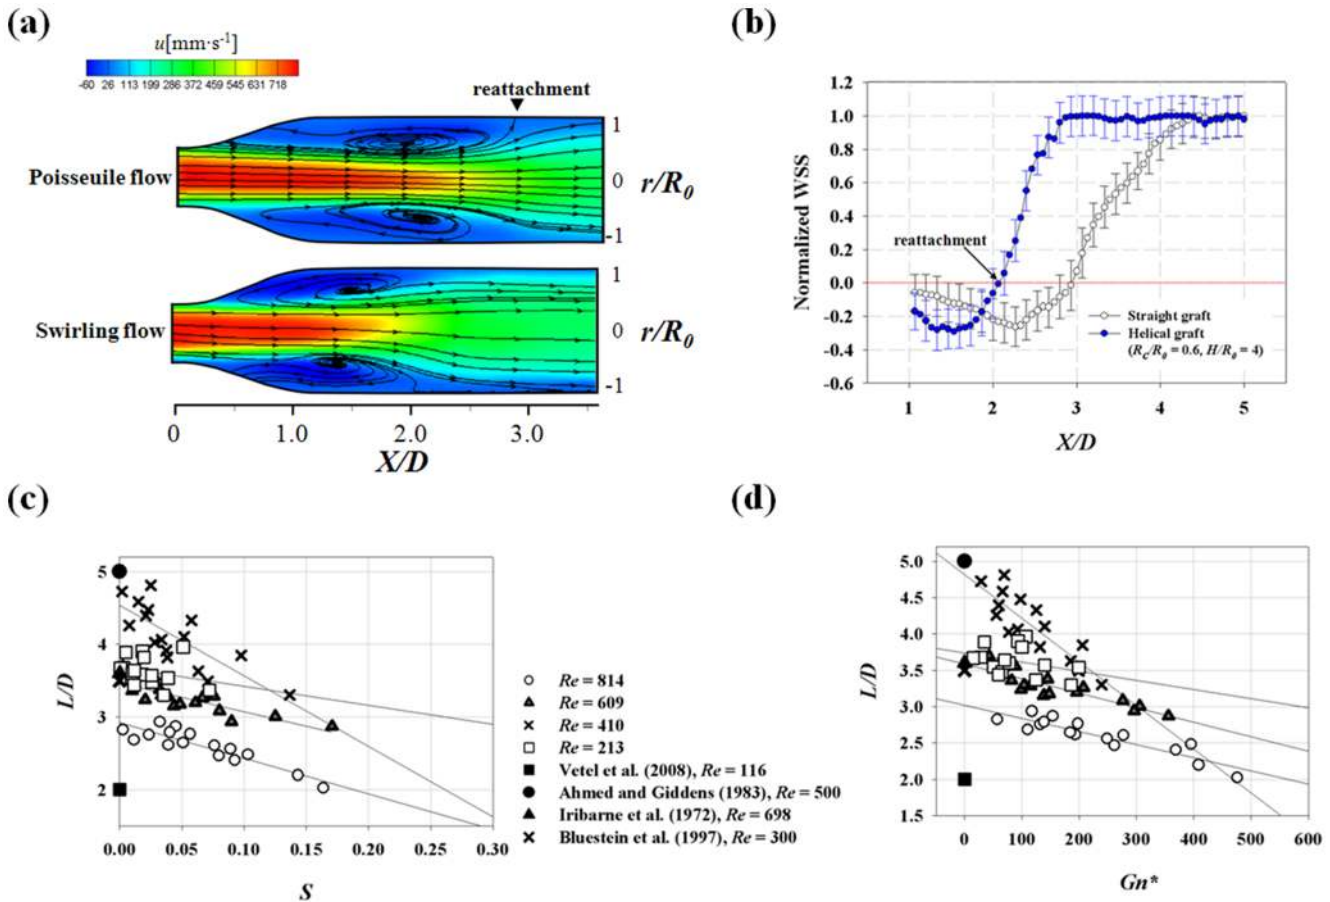 (a)
u[mm·s-1]
-60 26 113 199 286 372 459 545 631 718
reattachment
Poisseuile flow
1
0
-1
r/R0
Swirling flow
1
0
-1
r/R0
0 1.0 2.0 3.0
X/D
(b)
Normalized WSS
1.2
1.0
0.8
0.6
0.4
0.2
0.0
-0.2
-0.4
-0.6
reattachment
Straight graft
Helical graft
(Rc/R0 = 0.6, H/R0 = 4)
1 2 3 4 5
X/D
(c)
L/D
5
4
3
2
0.00 0.05 0.10 0.15 0.20 0.25 0.30
S
Re = 814
Re = 609
Re = 410
Re = 213
Vetel et al. (2008), Re = 116
Ahmed and Giddens (1983), Re = 500
Iribarne et al. (1972), Re = 698
Bluestein et al. (1997), Re = 300
(d)
L/D
5.0
4.5
4.0
3.5
3.0
2.5
2.0
1.5
0 100 200 300 400 500 600
Gn*